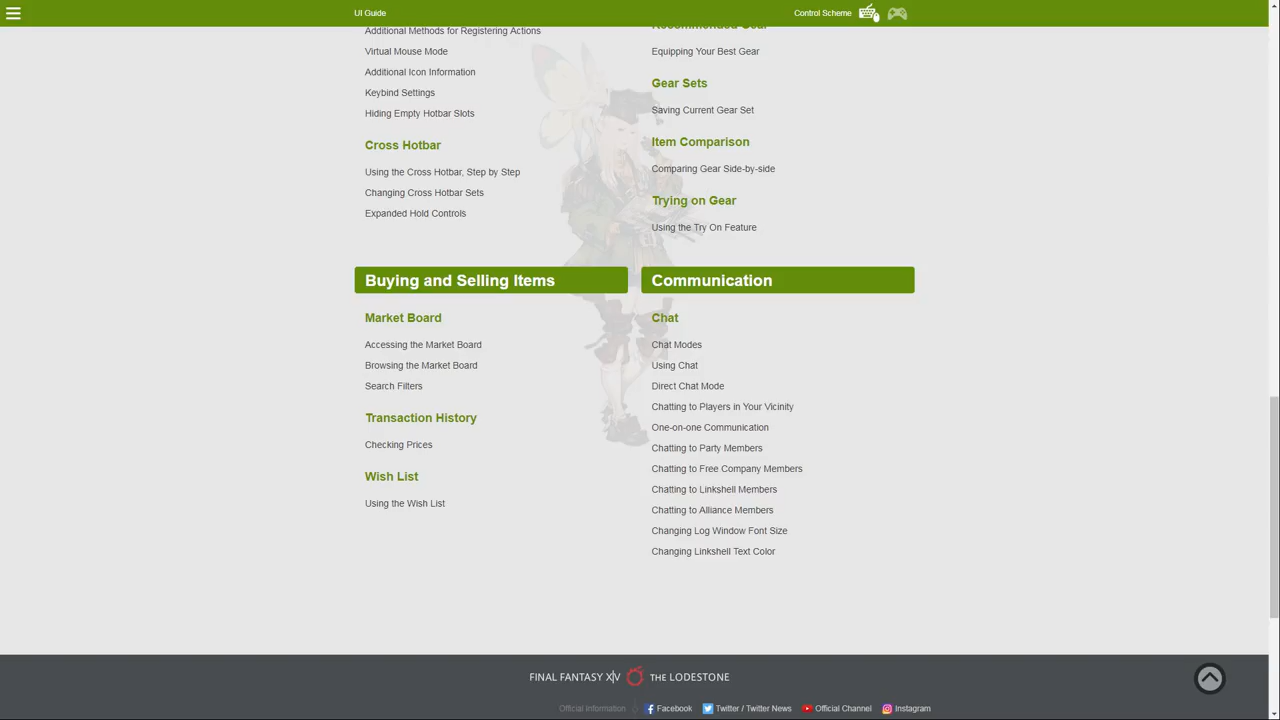 UI Guide
Control Scheme
Additional Methods for Registering Actions
Virtual Mouse Mode
Additional Icon Information
Keybind Settings
Hiding Empty Hotbar Slots
Cross Hotbar
Using the Cross Hotbar, Step by Step
Changing Cross Hotbar Sets
Expanded Hold Controls
Recommended Gear
Equipping Your Best Gear
Gear Sets
Saving Current Gear Set
Item Comparison
Comparing Gear Side-by-side
Trying on Gear
Using the Try On Feature
Buying and Selling Items
Market Board
Accessing the Market Board
Browsing the Market Board
Search Filters
Transaction History
Checking Prices
Wish List
Using the Wish List
Communication
Chat
Chat Modes
Using Chat
Direct Chat Mode
Chatting to Players in Your Vicinity
One-on-one Communication
Chatting to Party Members
Chatting to Free Company Members
Chatting to Linkshell Members
Chatting to Alliance Members
Changing Log Window Font Size
Changing Linkshell Text Color
FINAL FANTASY XIV THE LODESTONE
Official Information Facebook Twitter / Twitter News Official Channel Instagram